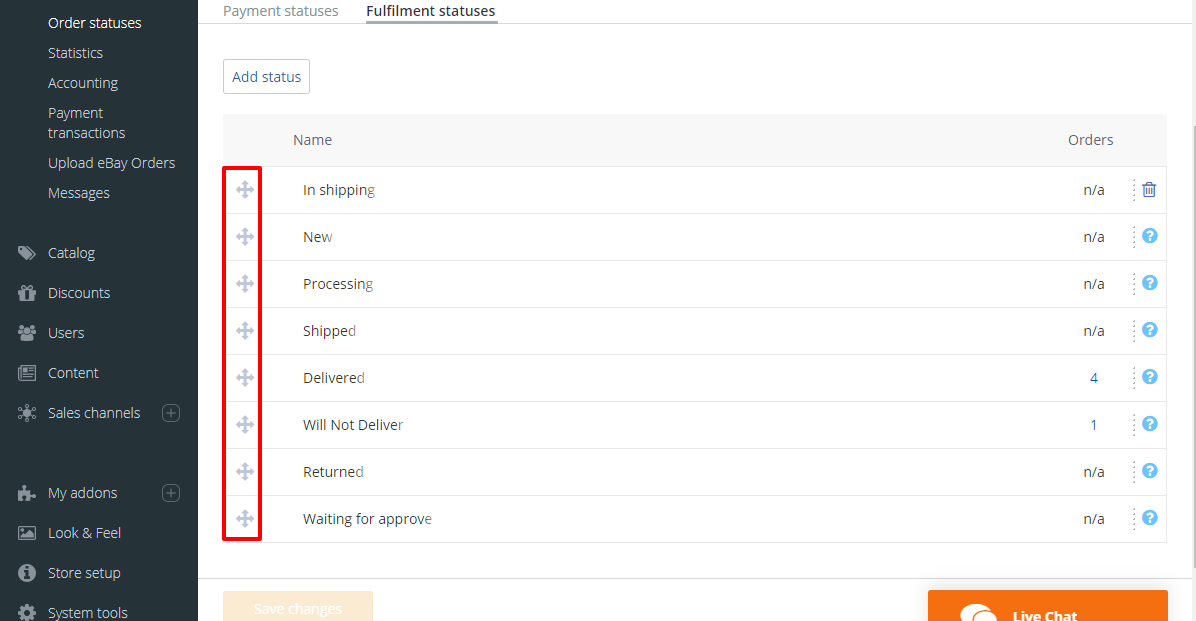 Order statuses
Statistics
Accounting
Payment
transactions
Upload eBay Orders
Messages
Catalog
Discounts
Users
Content
Sales channels
My addons
Look & Feel
Store setup
System tools
Payment statuses Fulfilment statuses
Add status
Name Orders
In shipping n/a
New n/a ?
Processing n/a ?
Shipped n/a ?
Delivered 4 ?
Will Not Deliver 1 ?
Returned n/a ?
Waiting for approve n/a ?
Save changes
Live Chat